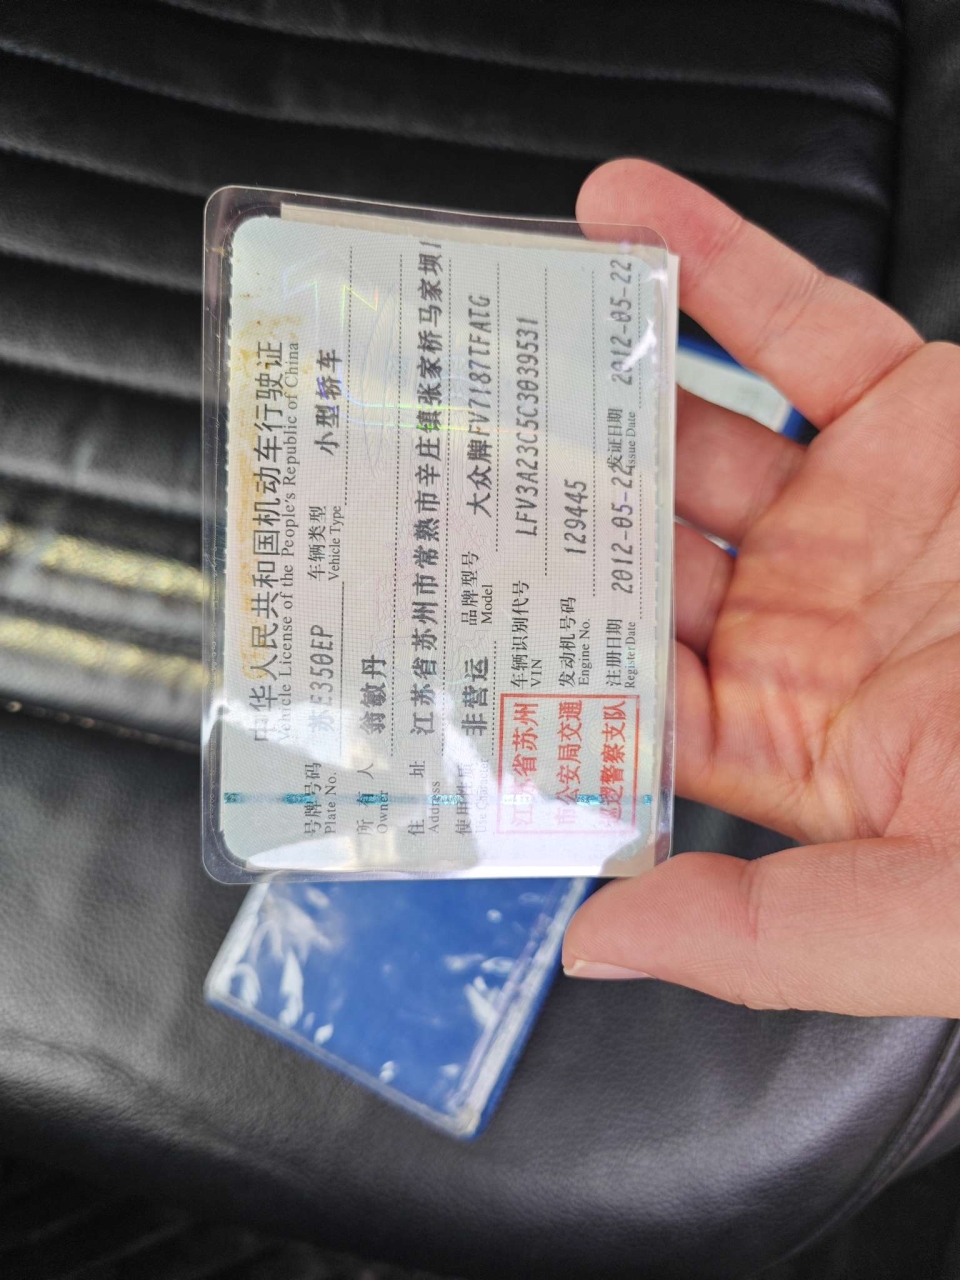 中华人民共和国机动车行驶证
Vehicle License of the People's Republic of China
号牌号码 苏E350EP 车辆类型 小型轿车
Plate No. Vehicle Type
所有人 翁敏丹
Owner
住址 江苏省苏州市常熟市辛庄镇张家桥马家坝1
Address
使用性质 非营运 品牌型号 大众牌FV7187TFATG
Use Character Model
江苏省苏州
市公安局交通
巡逻警察支队
车辆识别代号 LFV3A23C5C3039531
VIN
发动机号码 129445
Engine No.
注册日期 2012-05-22 发证日期 2012-05-22
Register Date Issue Date